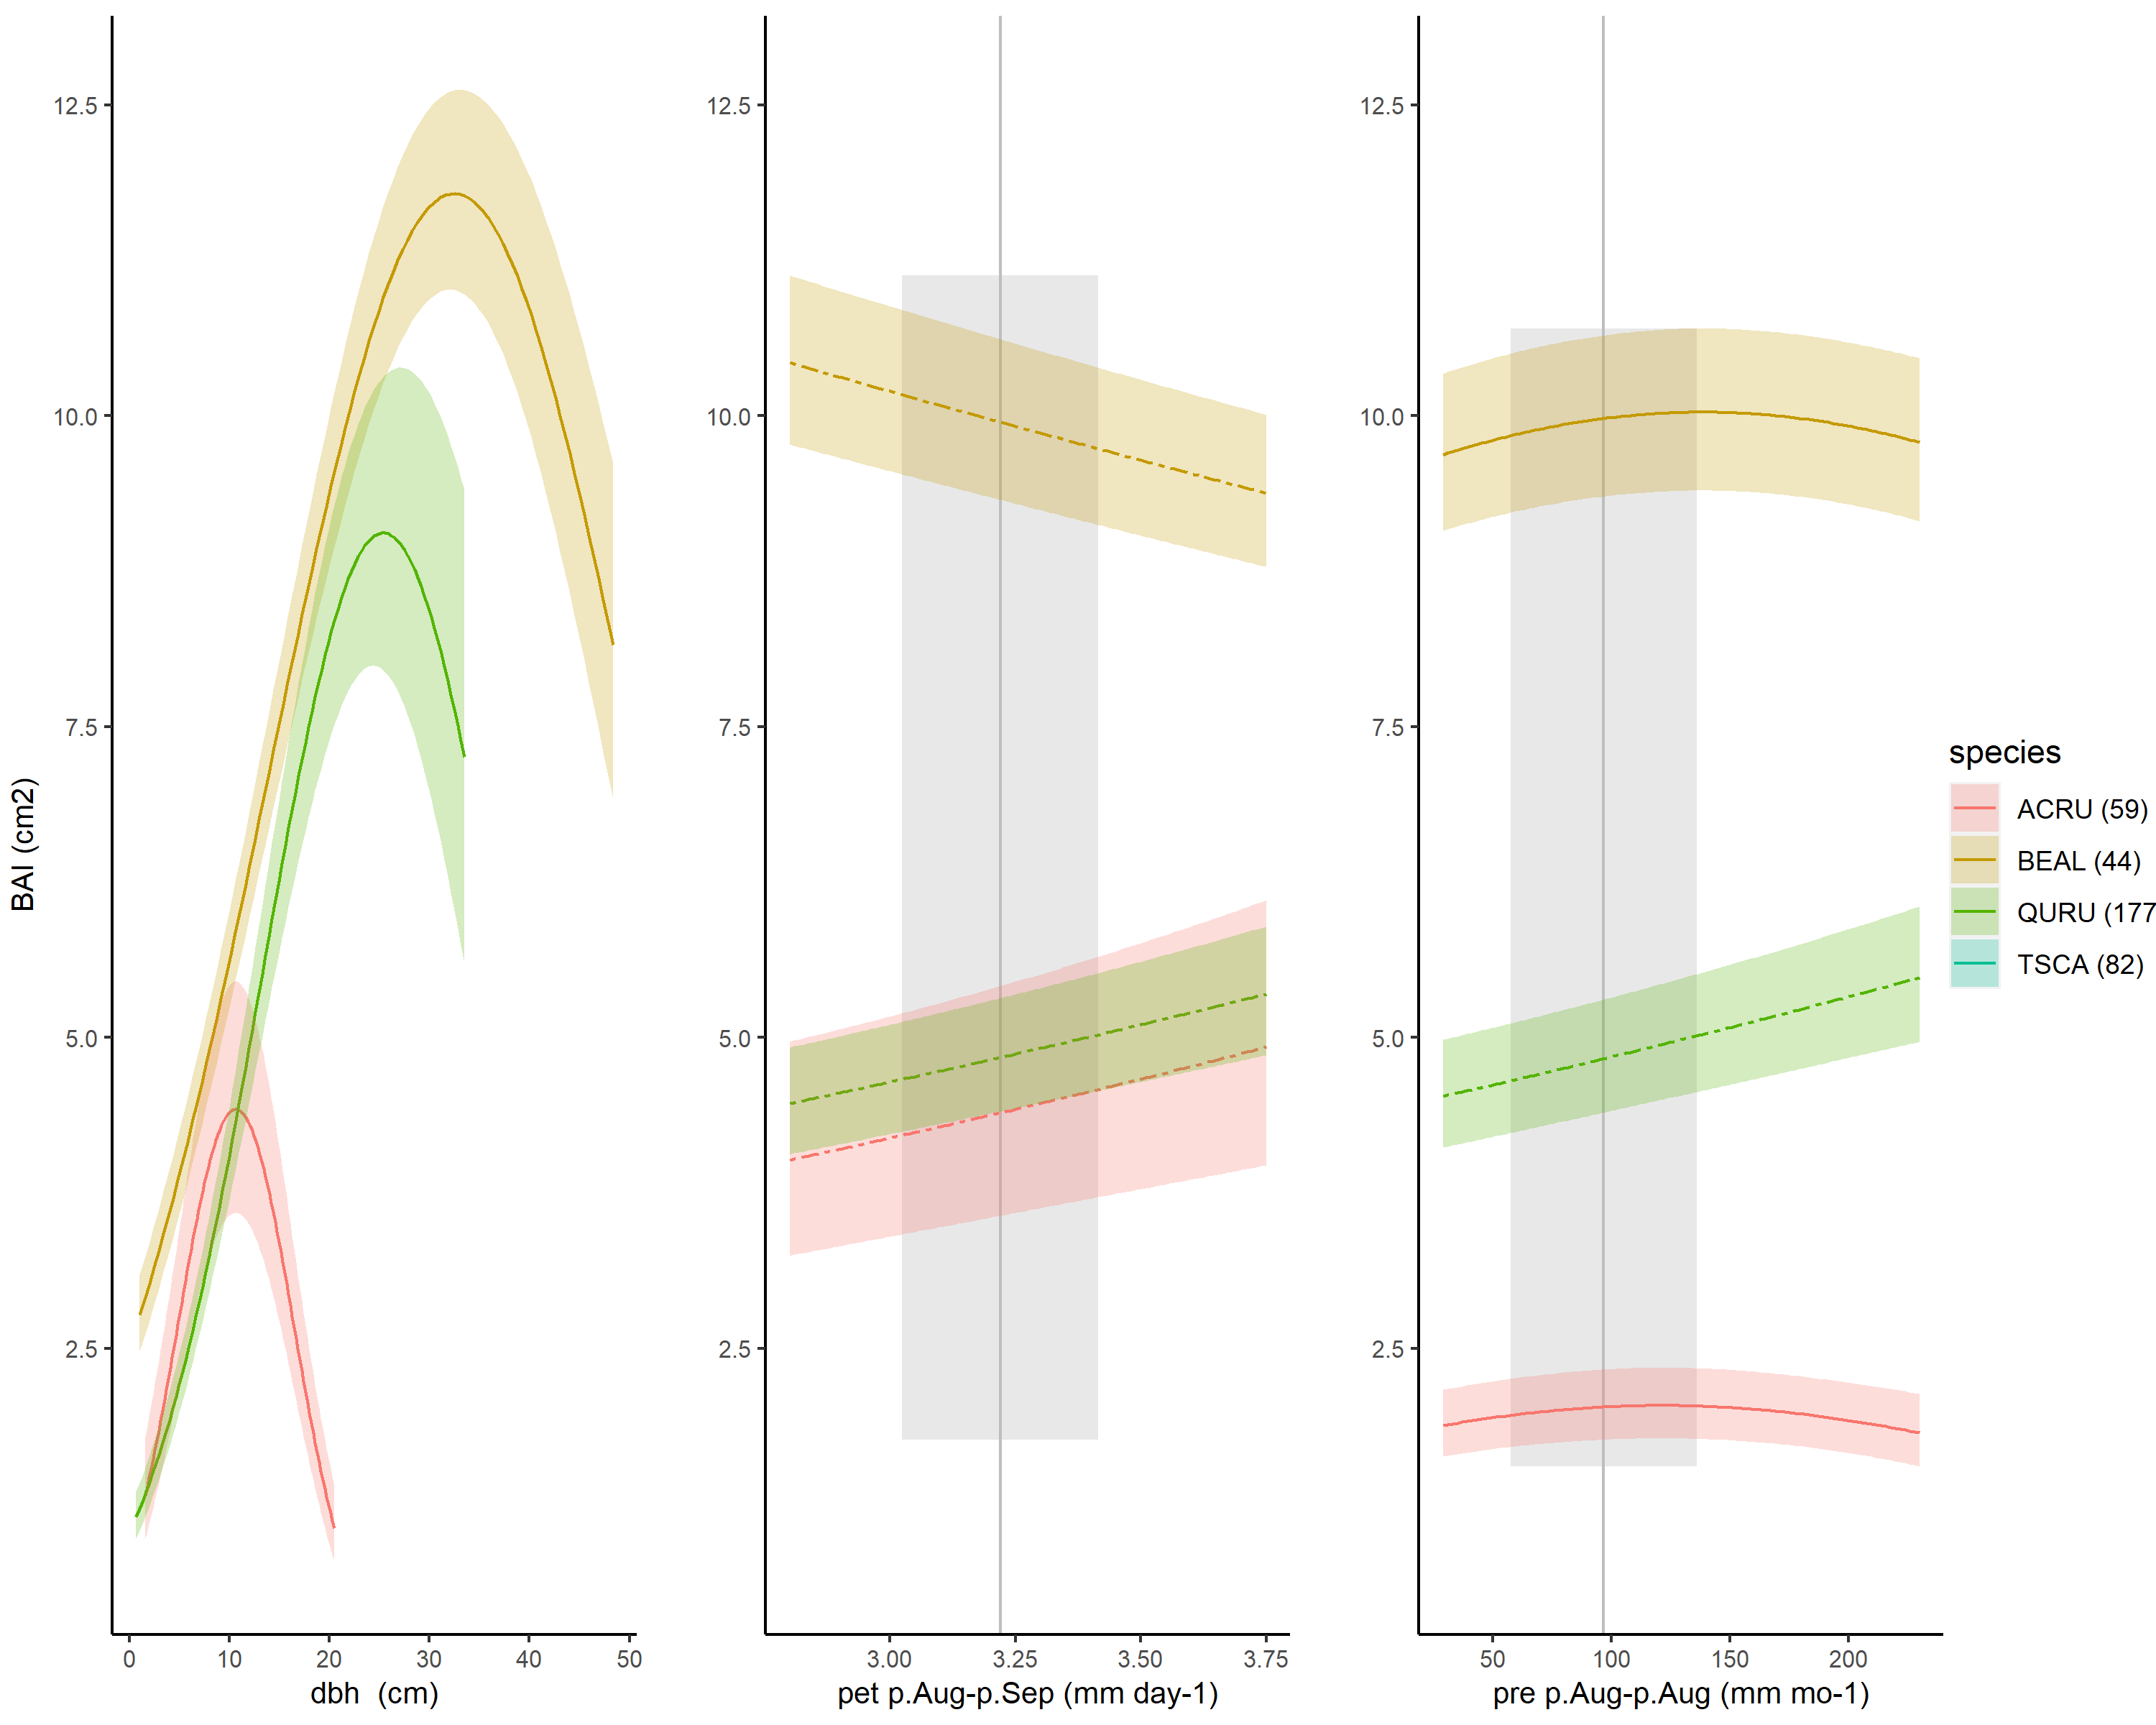 BAI (cm2)
12.5
10.0
7.5
5.0
2.5
0 10 20 30 40 50
dbh  (cm)
12.5
10.0
7.5
5.0
2.5
3.00 3.25 3.50 3.75
pet p.Aug-p.Sep (mm day-1)
12.5
10.0
7.5
5.0
2.5
50 100 150 200
pre p.Aug-p.Aug (mm mo-1)
species
ACRU (59)
BEAL (44)
QURU (177
TSCA (82)